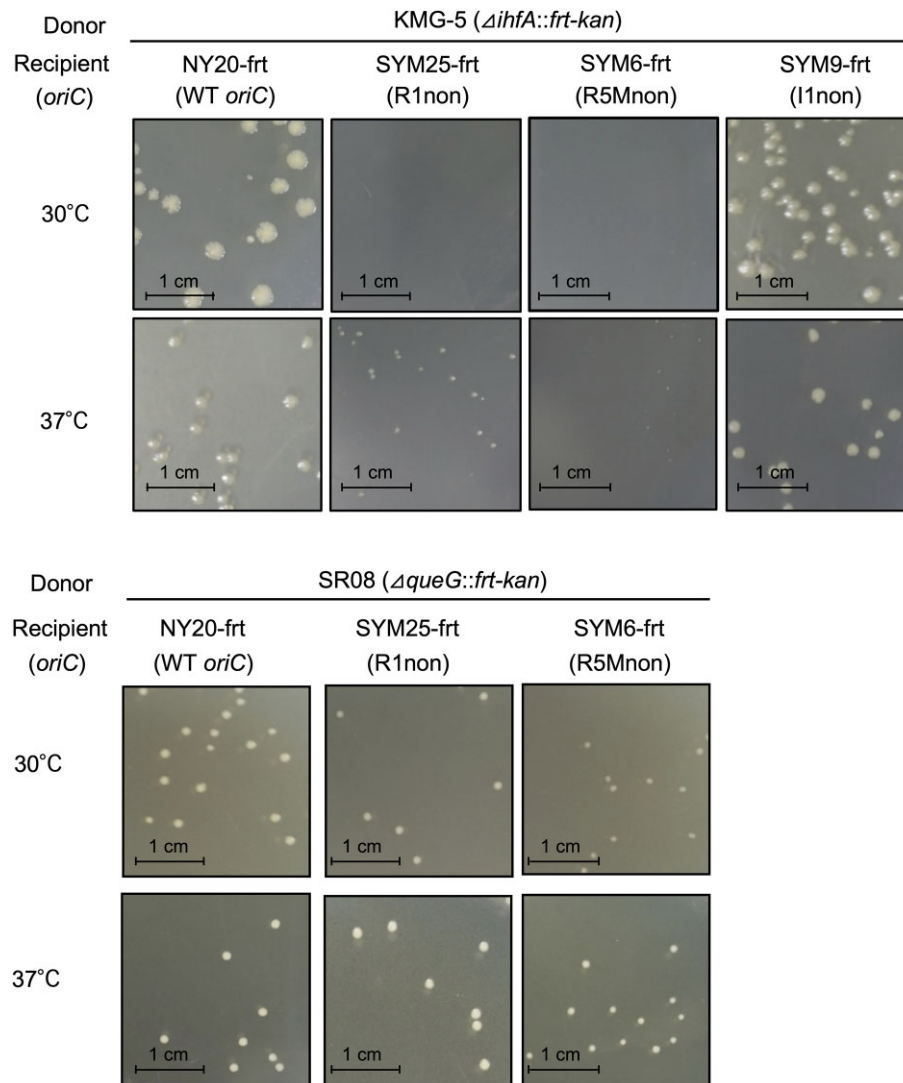 Donor KMG-5 (ΔihfA::frt-kan)
Recipient NY20-frt SYM25-frt SYM6-frt SYM9-frt
(oriC) (WT oriC) (R1non) (R5Mnon) (I1non)
30°C
1 cm 1 cm 1 cm 1 cm
37°C
1 cm 1 cm 1 cm 1 cm
Donor SR08 (ΔqueG::frt-kan)
Recipient NY20-frt SYM25-frt SYM6-frt
(oriC) (WT oriC) (R1non) (R5Mnon)
30°C
1 cm 1 cm 1 cm
37°C
1 cm 1 cm 1 cm